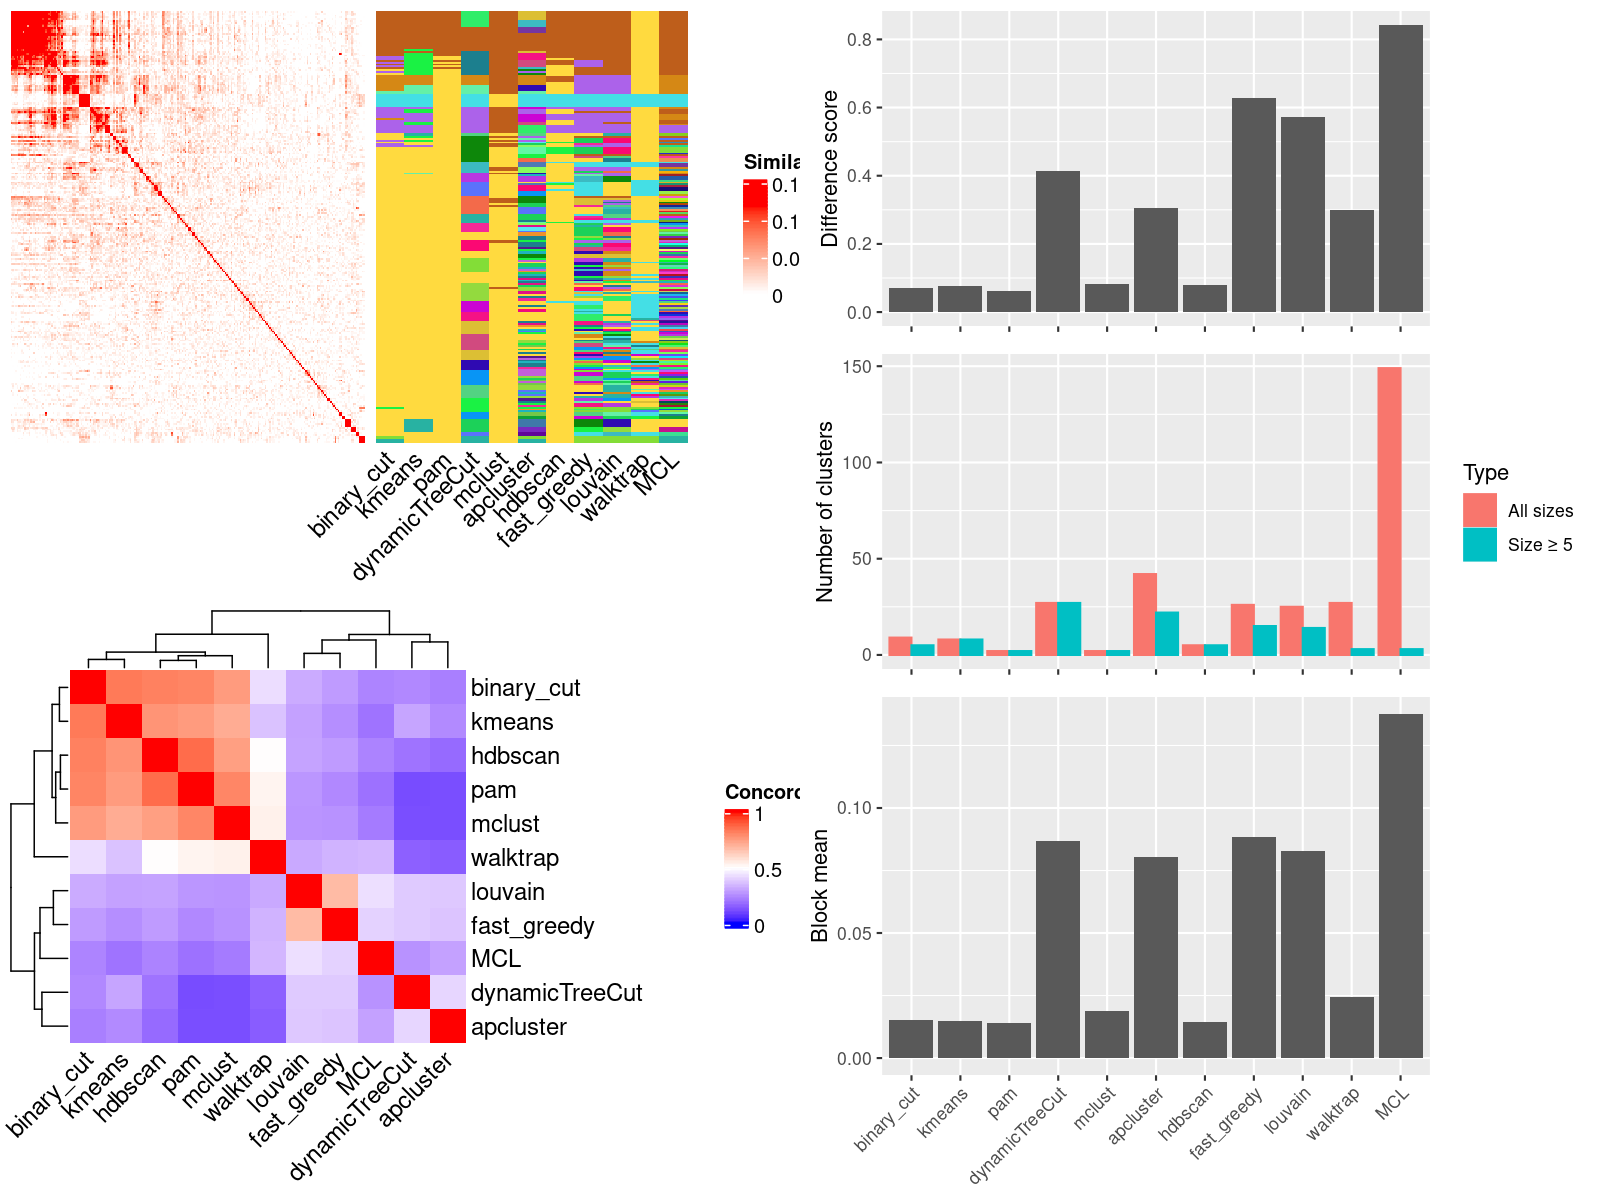 Simila
0.1
0.1
0.0
0
binary_cut
kmeans
pam
dynamicTreeCut
mclust
apcluster
hdbscan
fast_greedy
louvain
walktrap
MCL
binary_cut
kmeans
hdbscan
pam
mclust
walktrap
louvain
fast_greedy
MCL
dynamicTreeCut
apcluster
binary_cut
kmeans
hdbscan
pam
mclust
walktrap
louvain
fast_greedy
MCL
dynamicTreeCut
apcluster
Concord
1
0.5
0
Difference score
0.8
0.6
0.4
0.2
0.0
Number of clusters
150
100
50
0
Type
All sizes
Size ≥ 5
Block mean
0.10
0.05
0.00
binary_cut
kmeans
pam
dynamicTreeCut
mclust
apcluster
hdbscan
fast_greedy
louvain
walktrap
MCL